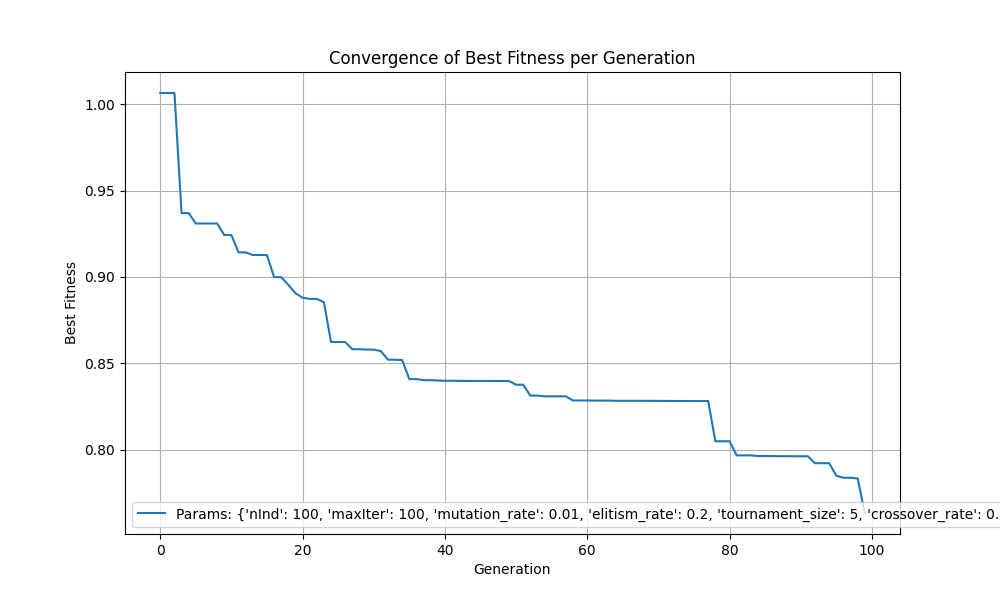 Convergence of Best Fitness per Generation
1.00
0.95
0.90
0.85
0.80
Best Fitness
Params: {'nInd': 100, 'maxIter': 100, 'mutation_rate': 0.01, 'elitism_rate': 0.2, 'tournament_size': 5, 'crossover_rate': 0.
0 20 40 60 80 100
Generation